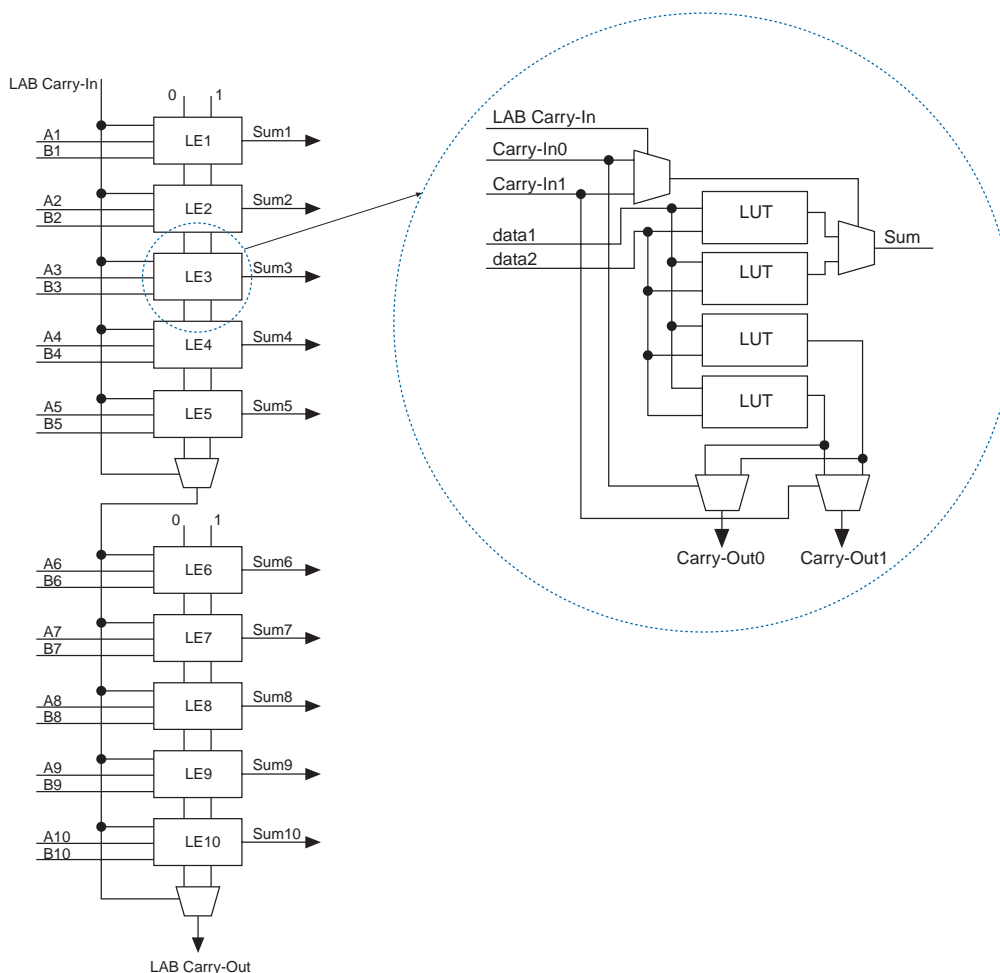 LAB Carry-In
0 1
A1
B1
LE1
Sum1
A2
B2
LE2
Sum2
A3
B3
LE3
Sum3
A4
B4
LE4
Sum4
A5
B5
LE5
Sum5
0 1
A6
B6
LE6
Sum6
A7
B7
LE7
Sum7
A8
B8
LE8
Sum8
A9
B9
LE9
Sum9
A10
B10
LE10
Sum10
LAB Carry-Out
LAB Carry-In
Carry-In0
Carry-In1
data1
data2
LUT
LUT
LUT
LUT
Sum
Carry-Out0
Carry-Out1